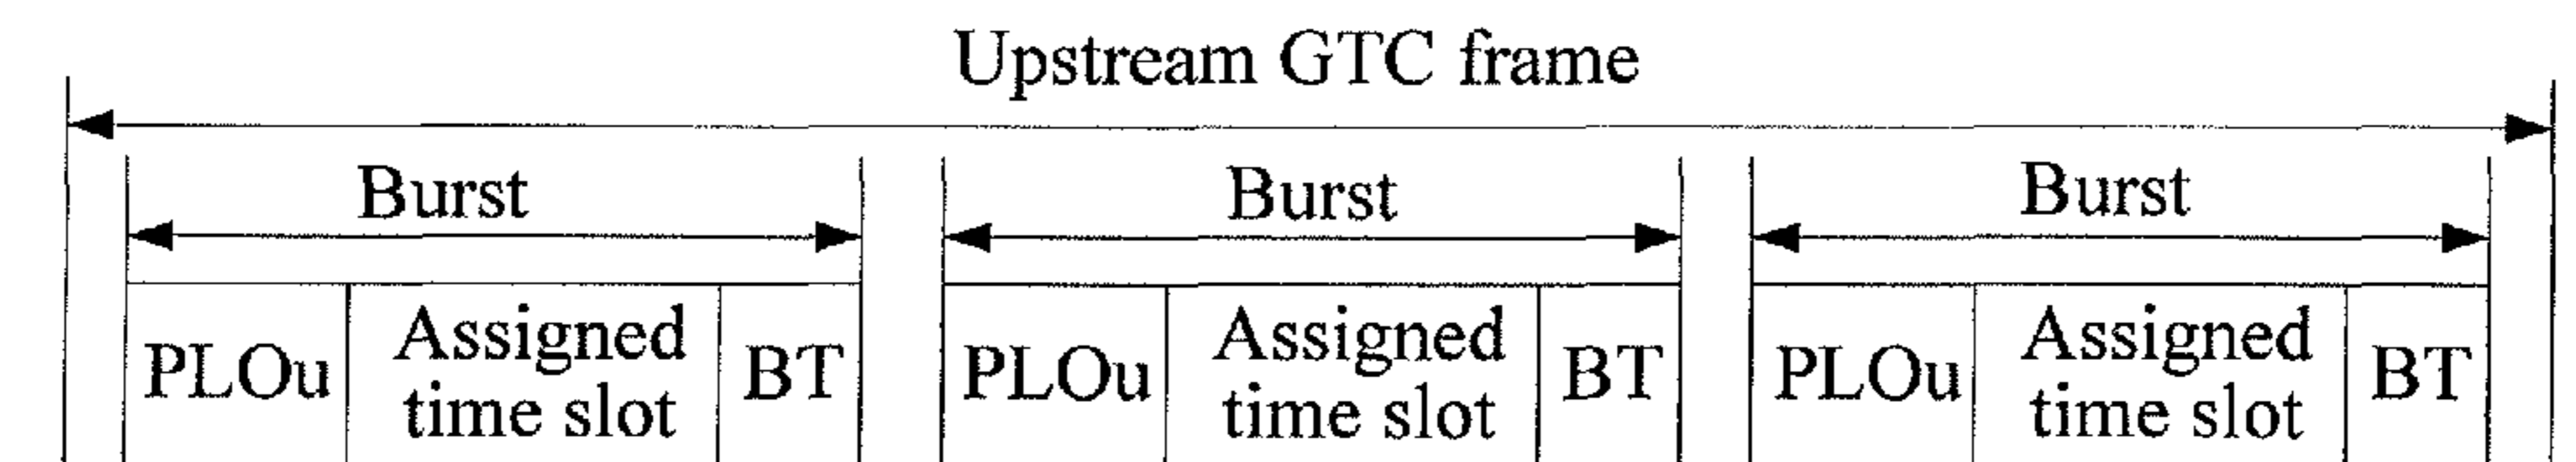 Upstream GTC frame
Burst Burst Burst
PLOu Assigned time slot BT PLOu Assigned time slot BT PLOu Assigned time slot BT